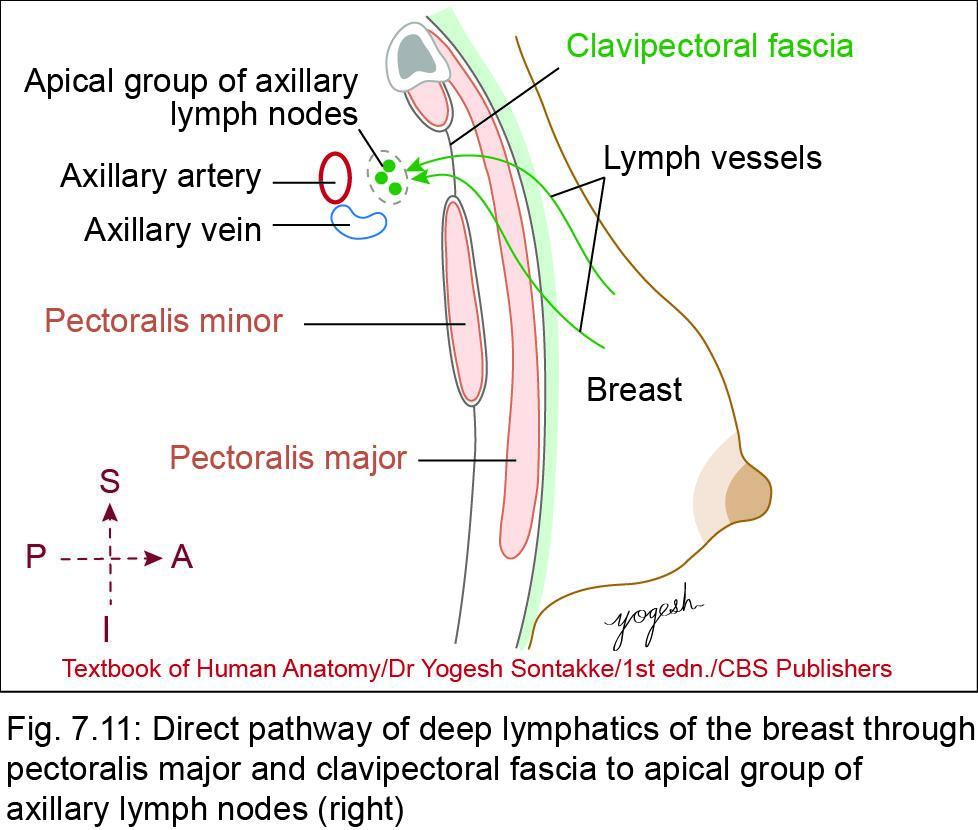 Clavipectoral fascia
Apical group of axillary
lymph nodes
Lymph vessels
Axillary artery
Axillary vein
Pectoralis minor
Breast
Pectoralis major
S
P
A
I
yogesh
Textbook of Human Anatomy/Dr Yogesh Sontakke/1st edn./CBS Publishers
Fig. 7.11: Direct pathway of deep lymphatics of the breast through
pectoralis major and clavipectoral fascia to apical group of
axillary lymph nodes (right)